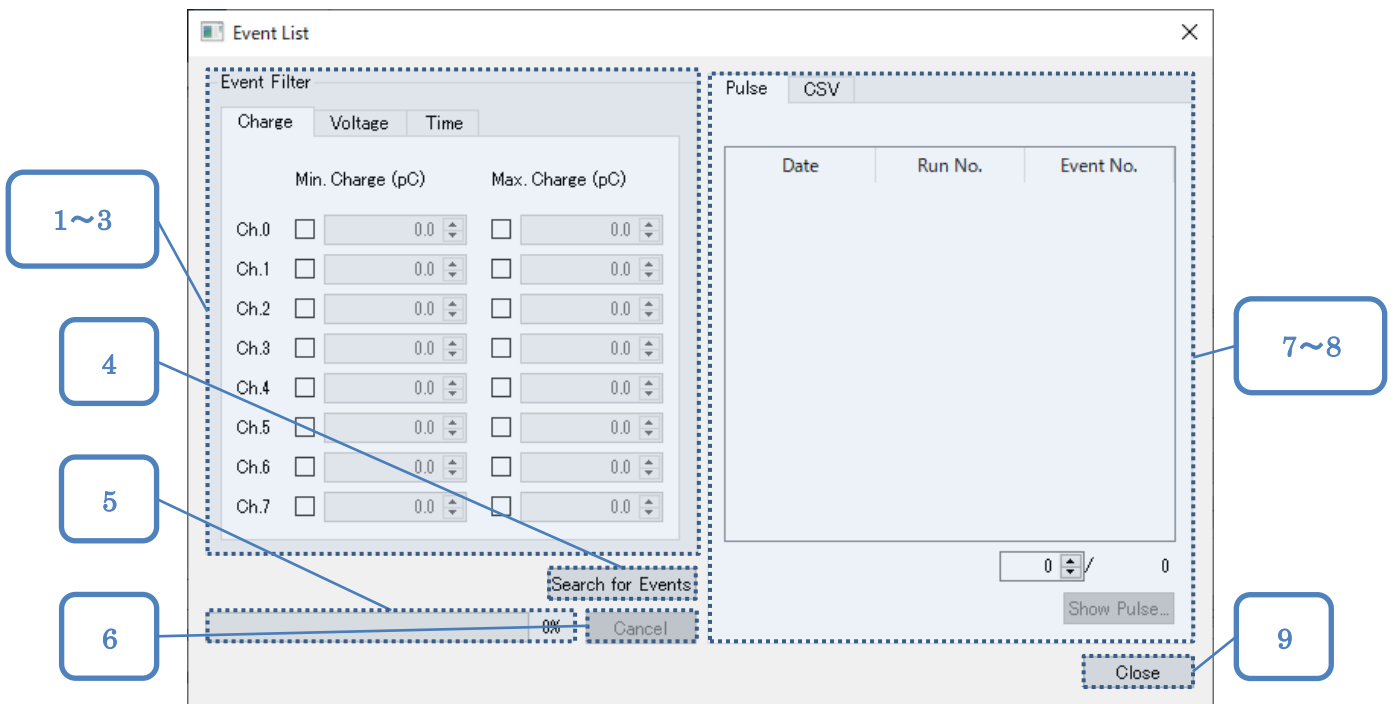 Event List
Event Filter
Charge Voltage Time
Min. Charge (pC) Max. Charge (pC)
Ch.0 0.0 0.0
Ch.1 0.0 0.0
Ch.2 0.0 0.0
Ch.3 0.0 0.0
Ch.4 0.0 0.0
Ch.5 0.0 0.0
Ch.6 0.0 0.0
Ch.7 0.0 0.0
Search for Events
0% Cancel
Pulse CSV
Date Run No. Event No.
0 / 0
Show Pulse...
Close
1～3
4
5
6
7～8
9